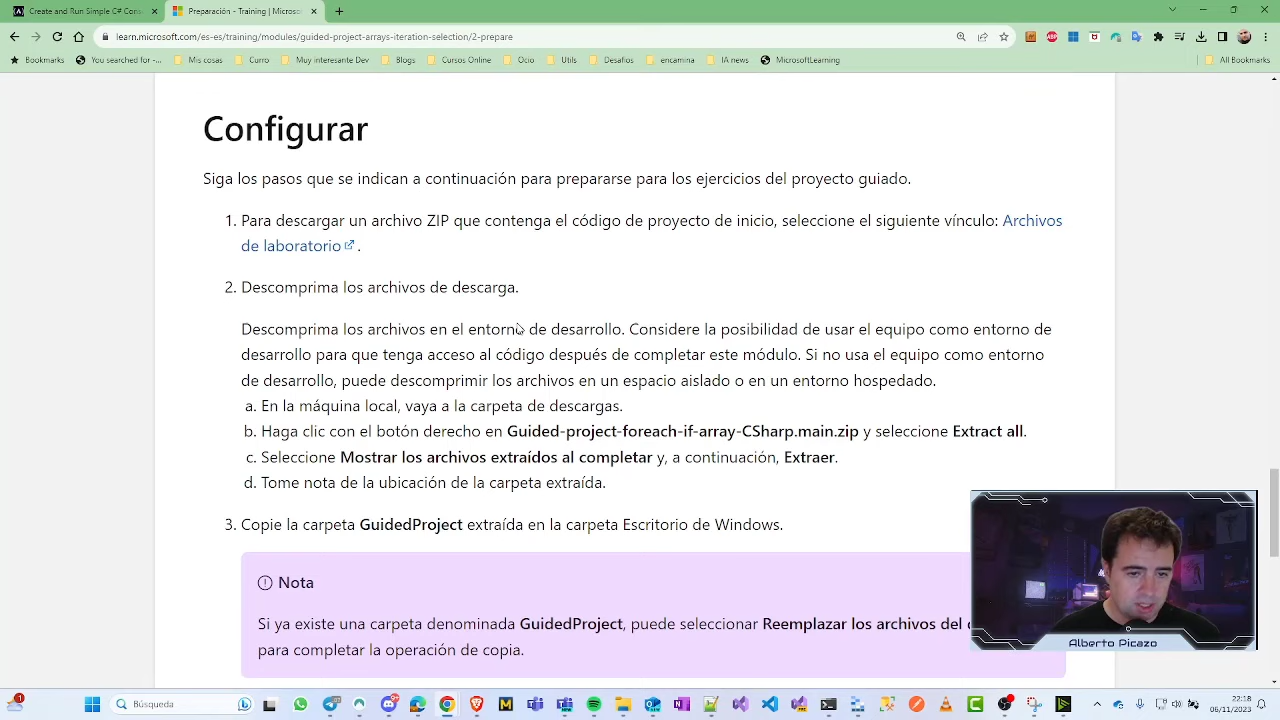 Create and Run Simple C# Cons
Preparación - Training | Microso
learn.microsoft.com/es-es/training/modules/guided-project-arrays-iteration-selection/2-prepare
Bookmarks
You searched for -...
Mis cosas
Curro
Muy interesante Dev
Blogs
Cursos Online
Ocio
Utils
Desafios
encamina
IA news
MicrosoftLearning
All Bookmarks
Configurar
Siga los pasos que se indican a continuación para prepararse para los ejercicios del proyecto guiado.
1. Para descargar un archivo ZIP que contenga el código de proyecto de inicio, seleccione el siguiente vínculo: Archivos
de laboratorio .
2. Descomprima los archivos de descarga.
Descomprima los archivos en el entorno de desarrollo. Considere la posibilidad de usar el equipo como entorno de
desarrollo para que tenga acceso al código después de completar este módulo. Si no usa el equipo como entorno
de desarrollo, puede descomprimir los archivos en un espacio aislado o en un entorno hospedado.
a. En la máquina local, vaya a la carpeta de descargas.
b. Haga clic con el botón derecho en Guided-project-foreach-if-array-CSharp.main.zip y seleccione Extract all.
c. Seleccione Mostrar los archivos extraídos al completar y, a continuación, Extraer.
d. Tome nota de la ubicación de la carpeta extraída.
3. Copie la carpeta GuidedProject extraída en la carpeta Escritorio de Windows.
Nota
Si ya existe una carpeta denominada GuidedProject, puede seleccionar Reemplazar los archivos del
para completar la operación de copia.
Alberto Picazo
Búsqueda
22:18
06/11/2023